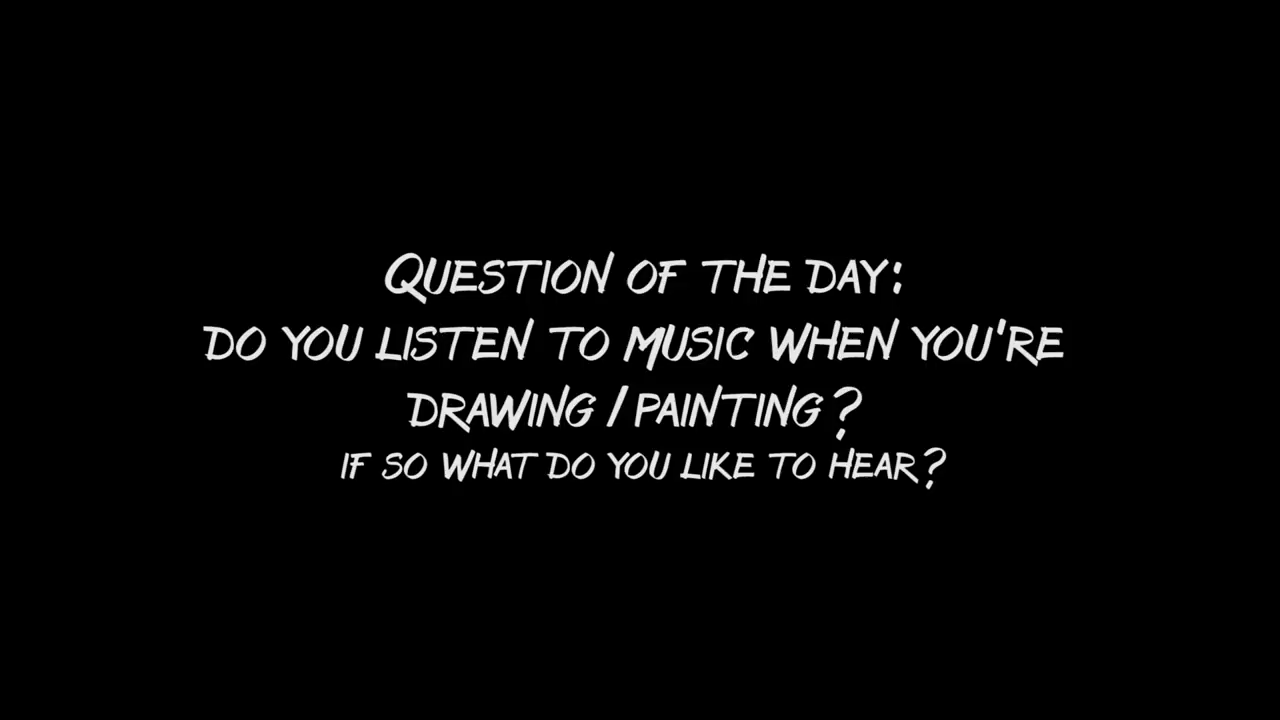 QUESTION OF THE DAY:
DO YOU LISTEN TO MUSIC WHEN YOU'RE
DRAWING / PAINTING?
IF SO WHAT DO YOU LIKE TO HEAR?